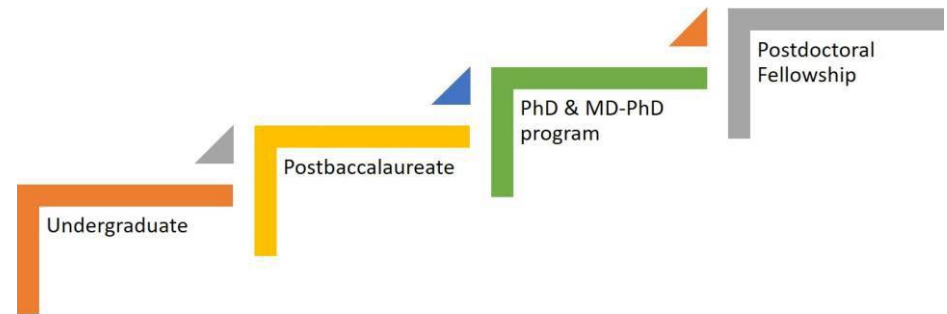 Undergraduate
Postbaccalaureate
PhD & MD-PhD
program
Postdoctoral
Fellowship